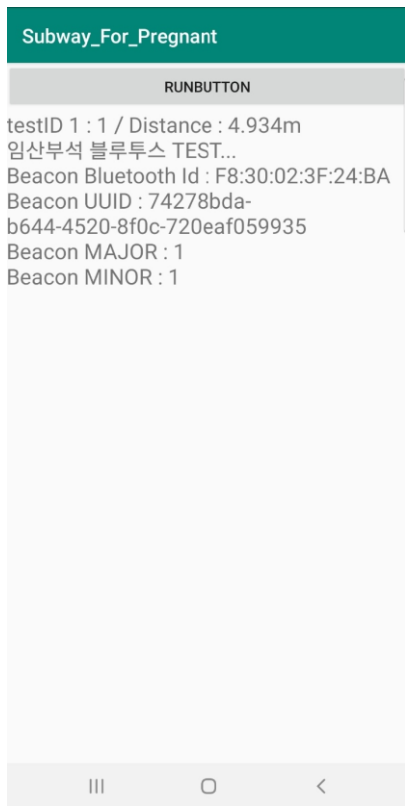 Subway_For_Pregnant
RUNBUTTON
testID 1 : 1 / Distance : 4.934m
임산부석 블루투스 TEST...
Beacon Bluetooth Id : F8:30:02:3F:24:BA
Beacon UUID : 74278bda-
b644-4520-8f0c-720eaf059935
Beacon MAJOR : 1
Beacon MINOR : 1